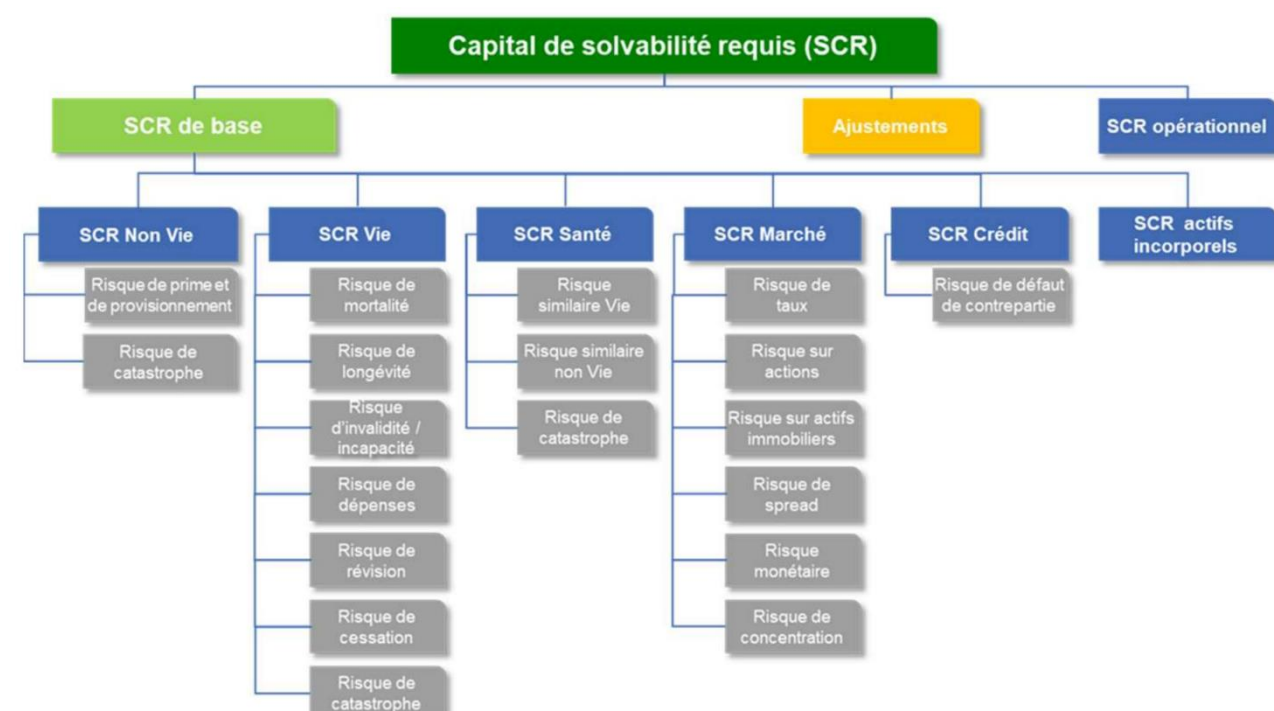 Capital de solvabilité requis (SCR)
SCR de base
Ajustements
SCR opérationnel
SCR Non Vie
Risque de prime et
de provisionnement
Risque de
catastrophe
SCR Vie
Risque de
mortalité
Risque de
longévité
Risque
d'invalidité /
incapacité
Risque de
dépenses
Risque de
révision
Risque de
cessation
Risque de
catastrophe
SCR Santé
Risque
similaire Vie
Risque similaire
non Vie
Risque de
catastrophe
SCR Marché
Risque de
taux
Risque sur
actions
Risque sur actifs
immobiliers
Risque de
spread
Risque
monétaire
Risque de
concentration
SCR Crédit
Risque de défaut
de contrepartie
SCR actifs
incorporels